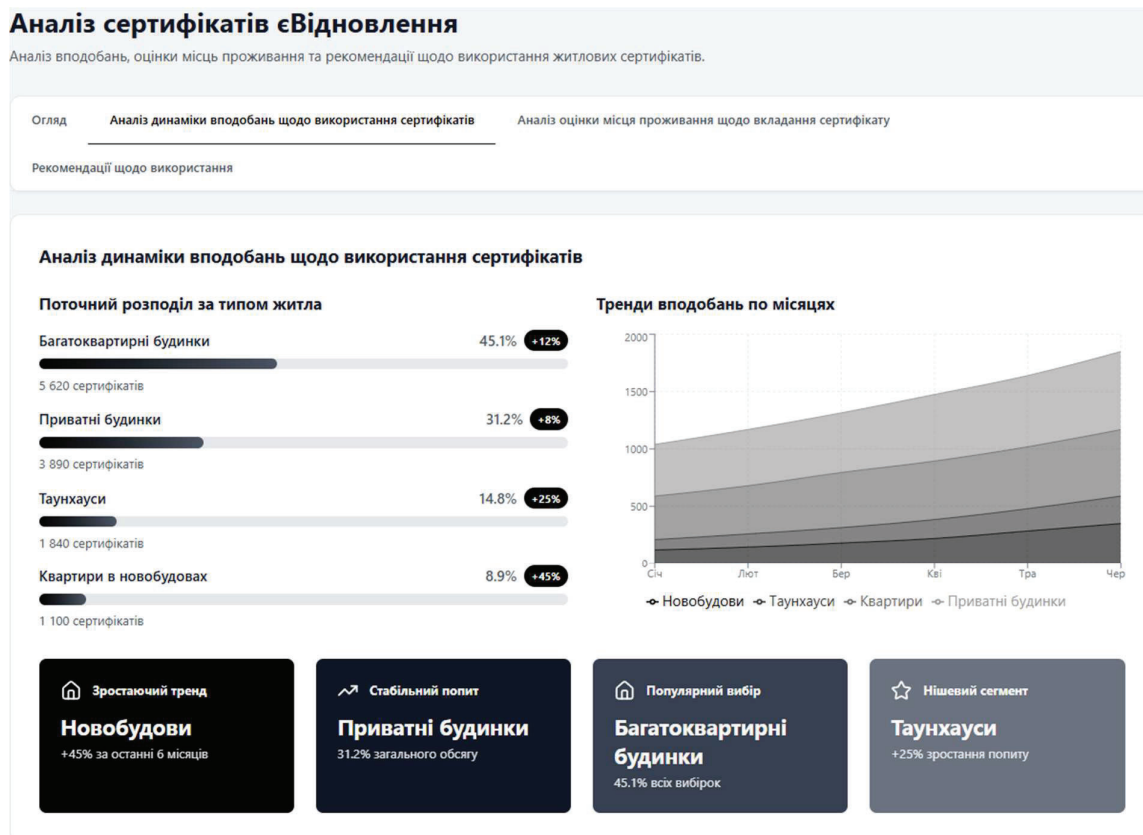 Аналіз сертифікатів єВідновлення
Аналіз вподобань, оцінки місць проживання та рекомендації щодо використання житлових сертифікатів.
Огляд
Аналіз динаміки вподобань щодо використання сертифікатів
Аналіз оцінки місця проживання щодо вкладання сертифікату
Рекомендації щодо використання
Аналіз динаміки вподобань щодо використання сертифікатів
Поточний розподіл за типом житла
Багатоквартирні будинки 45.1% +12%
5 620 сертифікатів
Приватні будинки 31.2% +8%
3 890 сертифікатів
Таунхауси 14.8% +25%
1 840 сертифікатів
Квартири в новобудовах 8.9% +45%
1 100 сертифікатів
Тренди вподобань по місяцях
2000
1500
1000
500
0
Січ Лют Бер Кві Тра Чер
Новобудови Таунхауси Квартири Приватні будинки
Зростаючий тренд
Новобудови
+45% за останні 6 місяців
Стабільний попит
Приватні будинки
31.2% загального обсягу
Популярний вибір
Багатоквартирні
будинки
45.1% всіх вибірок
Нішевий сегмент
Таунхауси
+25% зростання попиту